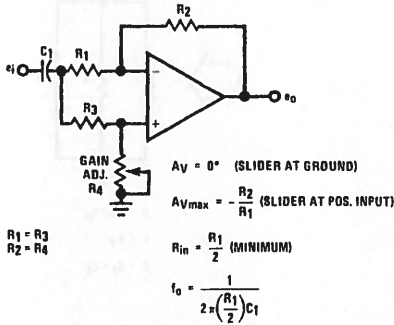 R2
C1
ei
R1
−
eo
R3
+
GAIN
ADJ.
R4
AV = 0* (SLIDER AT GROUND)
AVmax = - R2/R1 (SLIDER AT POS. INPUT)
R1 = R3
R2 = R4
Rin = R1/2 (MINIMUM)
fo = 1/2π(R1/2)C1